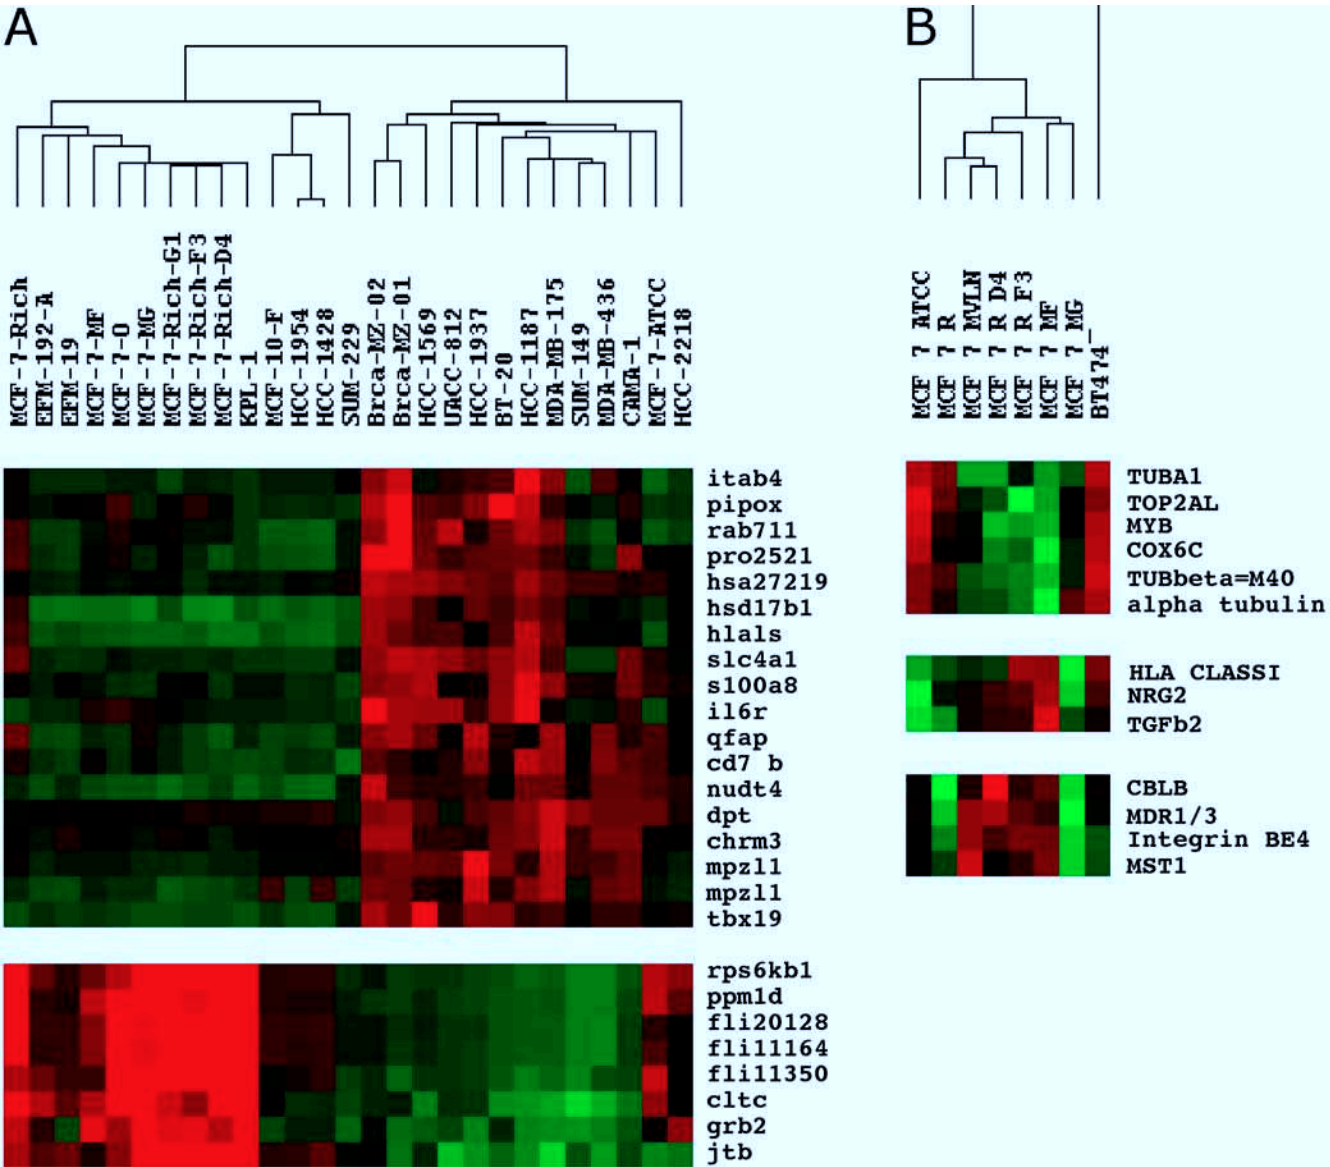 A
B
MCF-7-Rich
EFM-192-A
EFM-19
MCF-7-MF
MCF-7-O
MCF-7-MG
MCF-7-Rich-G1
MCF-7-Rich-F3
MCF-7-Rich-D4
KPL-1
MCF-10-F
HCC-1954
HCC-1428
SUM-229
Brca-MZ-02
Brca-MZ-01
HCC-1569
UACC-812
HCC-1937
BT-20
HCC-1187
MDA-MB-175
SUM-149
MDA-MB-436
CAMA-1
MCF-7-ATCC
HCC-2218
MCF 7 ATCC
MCF 7 R
MCF 7 MVLN
MCF 7 R D4
MCF 7 R F3
MCF 7 MF
MCF 7 MG
BT474_
itab4
pipox
rab711
pro2521
hsa27219
hsd17b1
hlals
slc4a1
s100a8
il6r
qfap
cd7 b
nudt4
dpt
chrm3
mpzl1
mpzl1
tbx19
rps6kb1
ppm1d
fli20128
fli11164
fli11350
cltc
grb2
jtb
TUBA1
TOP2AL
MYB
COX6C
TUBbeta=M40
alpha tubulin
HLA CLASSI
NRG2
TGFb2
CBLB
MDR1/3
Integrin BE4
MST1